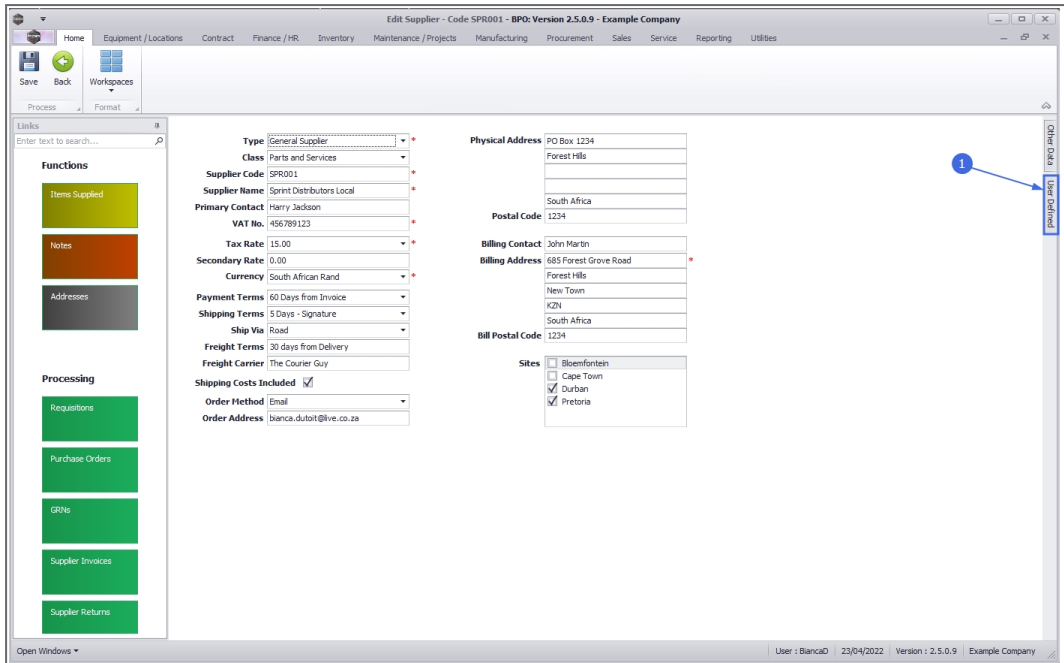 Edit Supplier - Code SPR001 - BPO: Version 2.5.0.9 - Example Company
Home Equipment / Locations Contract Finance / HR Inventory Maintenance / Projects Manufacturing Procurement Sales Service Reporting Utilities
Save Back Workspaces
Process Format
Links
Enter text to search...
Functions
Items Supplied
Notes
Addresses
Processing
Requisitions
Purchase Orders
GRNs
Supplier Invoices
Supplier Returns
Type General Supplier *
Class Parts and Services
Supplier Code SPR001 *
Supplier Name Sprint Distributors Local *
Primary Contact Harry Jackson
VAT No. 456789123 *
Tax Rate 15.00 *
Secondary Rate 0.00
Currency South African Rand *
Payment Terms 60 Days from Invoice
Shipping Terms 5 Days - Signature
Ship Via Road
Freight Terms 30 days from Delivery
Freight Carrier The Courier Guy
Shipping Costs Included
Order Method Email
Order Address bianca.dutoit@live.co.za
Physical Address PO Box 1234
Forest Hills
South Africa
Postal Code 1234
Billing Contact John Martin
Billing Address 685 Forest Grove Road *
Forest Hills
New Town
KZN
South Africa
Bill Postal Code 1234
Sites Bloemfontein
Cape Town
Durban
Pretoria
Other Data
1
User Defined
Open Windows
User : BiancaD 23/04/2022 Version : 2.5.0.9 Example Company